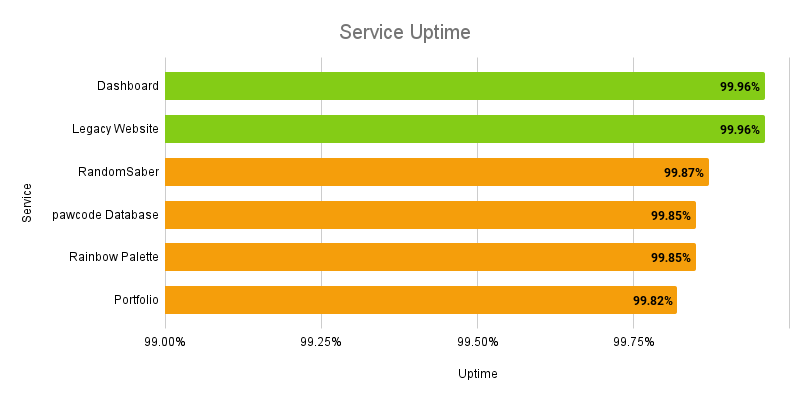 Service Uptime
Dashboard 99.96%
Legacy Website 99.96%
RandomSaber 99.87%
pawcode Database 99.85%
Rainbow Palette 99.85%
Portfolio 99.82%
Service
99.00% 99.25% 99.50% 99.75%
Uptime